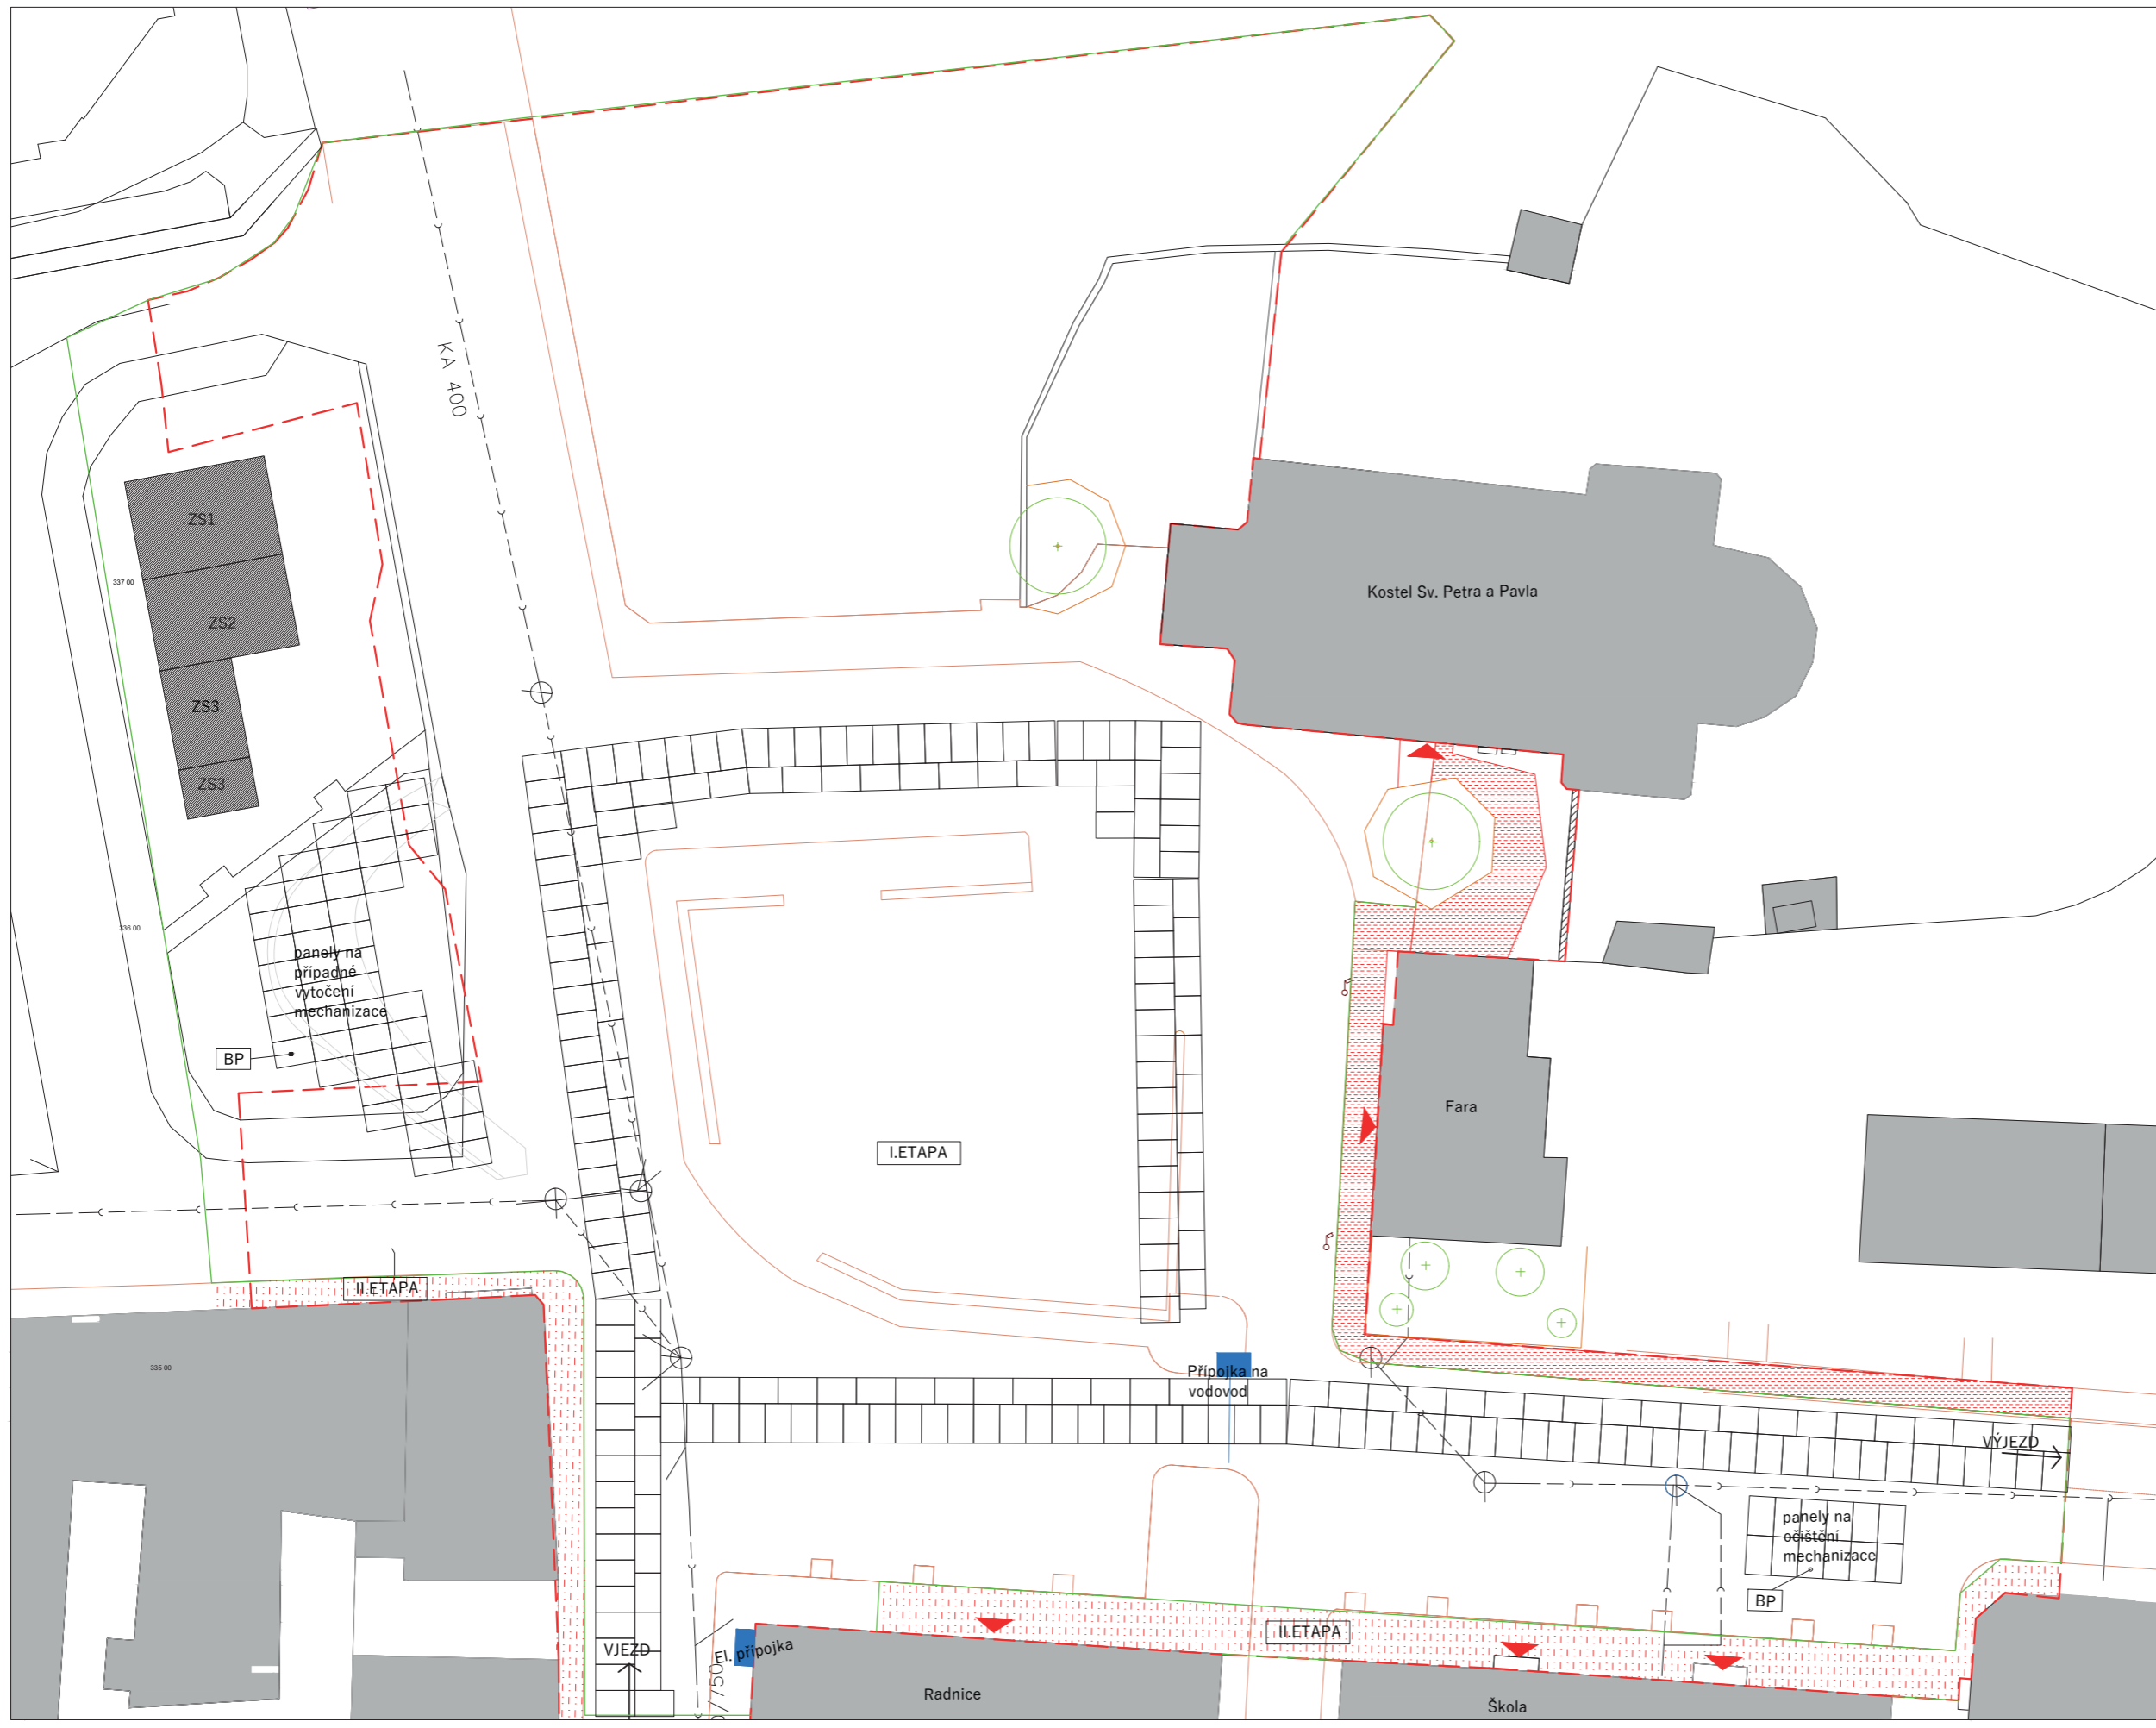 KA 400
ZS1
337 00
ZS2
Kostel Sv. Petra a Pavla
ZS3
ZS3
336 00
panely na
případné
vytočení
mechanizace
BP
Fara
I.ETAPA
II.ETAPA
335 00
Přípojka na
vodovod
VÝJEZD
panely na
očištění
mechanizace
BP
II.ETAPA
VJEZD
El. přípojka
Radnice
Škola